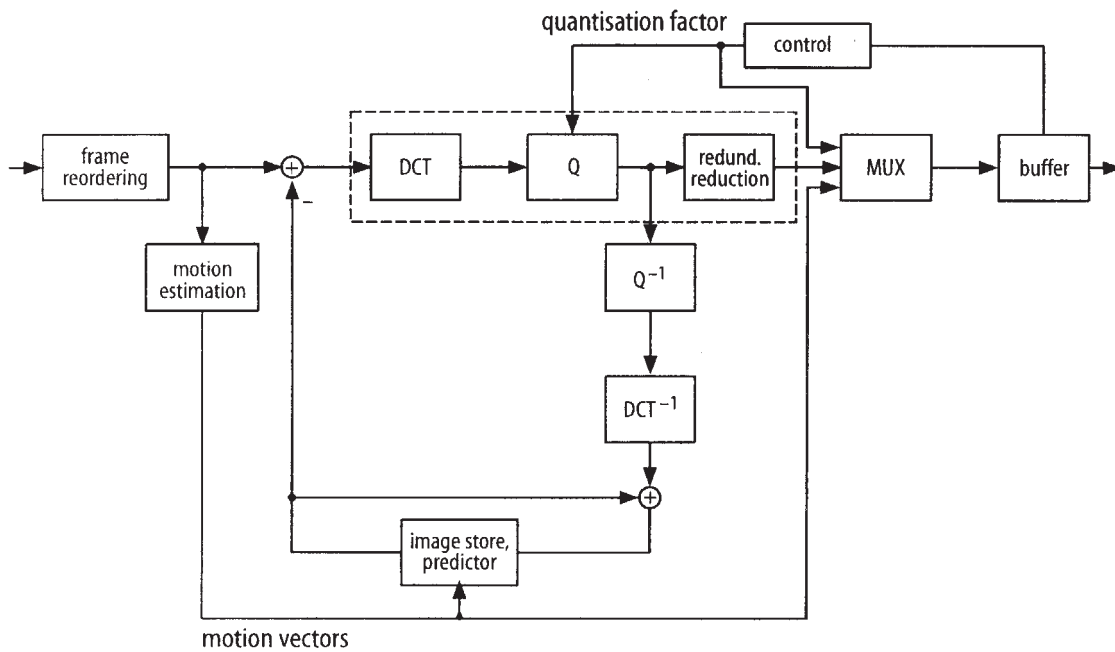 quantisation factor
control
frame
reordering
DCT
Q
redund.
reduction
MUX
buffer
–
motion
estimation
Q⁻¹
DCT⁻¹
image store,
predictor
motion vectors